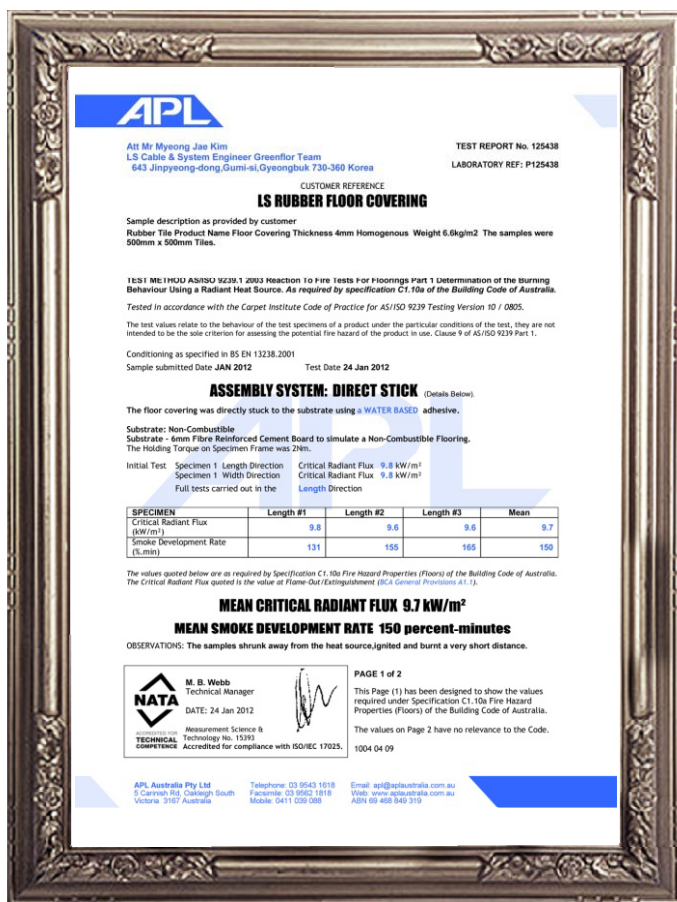 APL
Att Mr Myeong Jae Kim
LS Cable & System Engineer Greenflor Team
643 Jinpyeong-dong,Gumi-si,Gyeongbuk 730-360 Korea
TEST REPORT No. 125438
LABORATORY REF: P125438
CUSTOMER REFERENCE
LS RUBBER FLOOR COVERING
Sample description as provided by customer
Rubber Tile Product Name Floor Covering Thickness 4mm Homogenous Weight 6.6kg/m2 The samples were
500mm x 500mm Tiles.
TEST METHOD AS/ISO 9239.1 2003 Reaction To Fire Tests For Floorings Part 1 Determination of the Burning
Behaviour Using a Radiant Heat Source. As required by specification C1.10a of the Building Code of Australia.
Tested in accordance with the Carpet Institute Code of Practice for AS/ISO 9239 Testing Version 10 / 0805.
The test values relate to the behaviour of the test specimens of a product under the particular conditions of the test, they are not
intended to be the sole criterion for assessing the potential fire hazard of the product in use. Clause 9 of AS/ISO 9239 Part 1.
Conditioning as specified in BS EN 13238.2001
Sample submitted Date JAN 2012 Test Date 24 Jan 2012
ASSEMBLY SYSTEM: DIRECT STICK (Details Below).
The floor covering was directly stuck to the substrate using a WATER BASED adhesive.
Substrate: Non-Combustible
Substrate - 6mm Fibre Reinforced Cement Board to simulate a Non-Combustible Flooring.
The Holding Torque on Specimen Frame was 2Nm.
Initial Test Specimen 1 Length Direction Critical Radiant Flux 9.8 kW/m²
Specimen 1 Width Direction Critical Radiant Flux 9.8 kW/m²
Full tests carried out in the Length Direction
SPECIMEN Length #1 Length #2 Length #3 Mean
Critical Radiant Flux
(kW/m²) 9.8 9.6 9.6 9.7
Smoke Development Rate
(%.min) 131 155 165 150
The values quoted below are as required by Specification C1.10a Fire Hazard Properties (Floors) of the Building Code of Australia.
The Critical Radiant Flux quoted is the value at Flame-Out/Extinguishment (BCA General Provisions A1.1).
MEAN CRITICAL RADIANT FLUX 9.7 kW/m²
MEAN SMOKE DEVELOPMENT RATE 150 percent-minutes
OBSERVATIONS: The samples shrunk away from the heat source,ignited and burnt a very short distance.
NATA
ACCREDITED FOR
TECHNICAL
COMPETENCE
M. B. Webb
Technical Manager
DATE: 24 Jan 2012
Measurement Science &
Technology No. 15393
Accredited for compliance with ISO/IEC 17025.
PAGE 1 of 2
This Page (1) has been designed to show the values
required under Specification C1.10a Fire Hazard
Properties (Floors) of the Building Code of Australia.
The values on Page 2 have no relevance to the Code.
1004 04 09
APL Australia Pty Ltd
5 Carinish Rd, Oakleigh South
Victoria 3167 Australia
Telephone: 03 9543 1618
Facsimile: 03 9562 1818
Mobile: 0411 039 088
Email: apl@aplaustralia.com.au
Web: www.aplaustralia.com.au
ABN 69 468 849 319